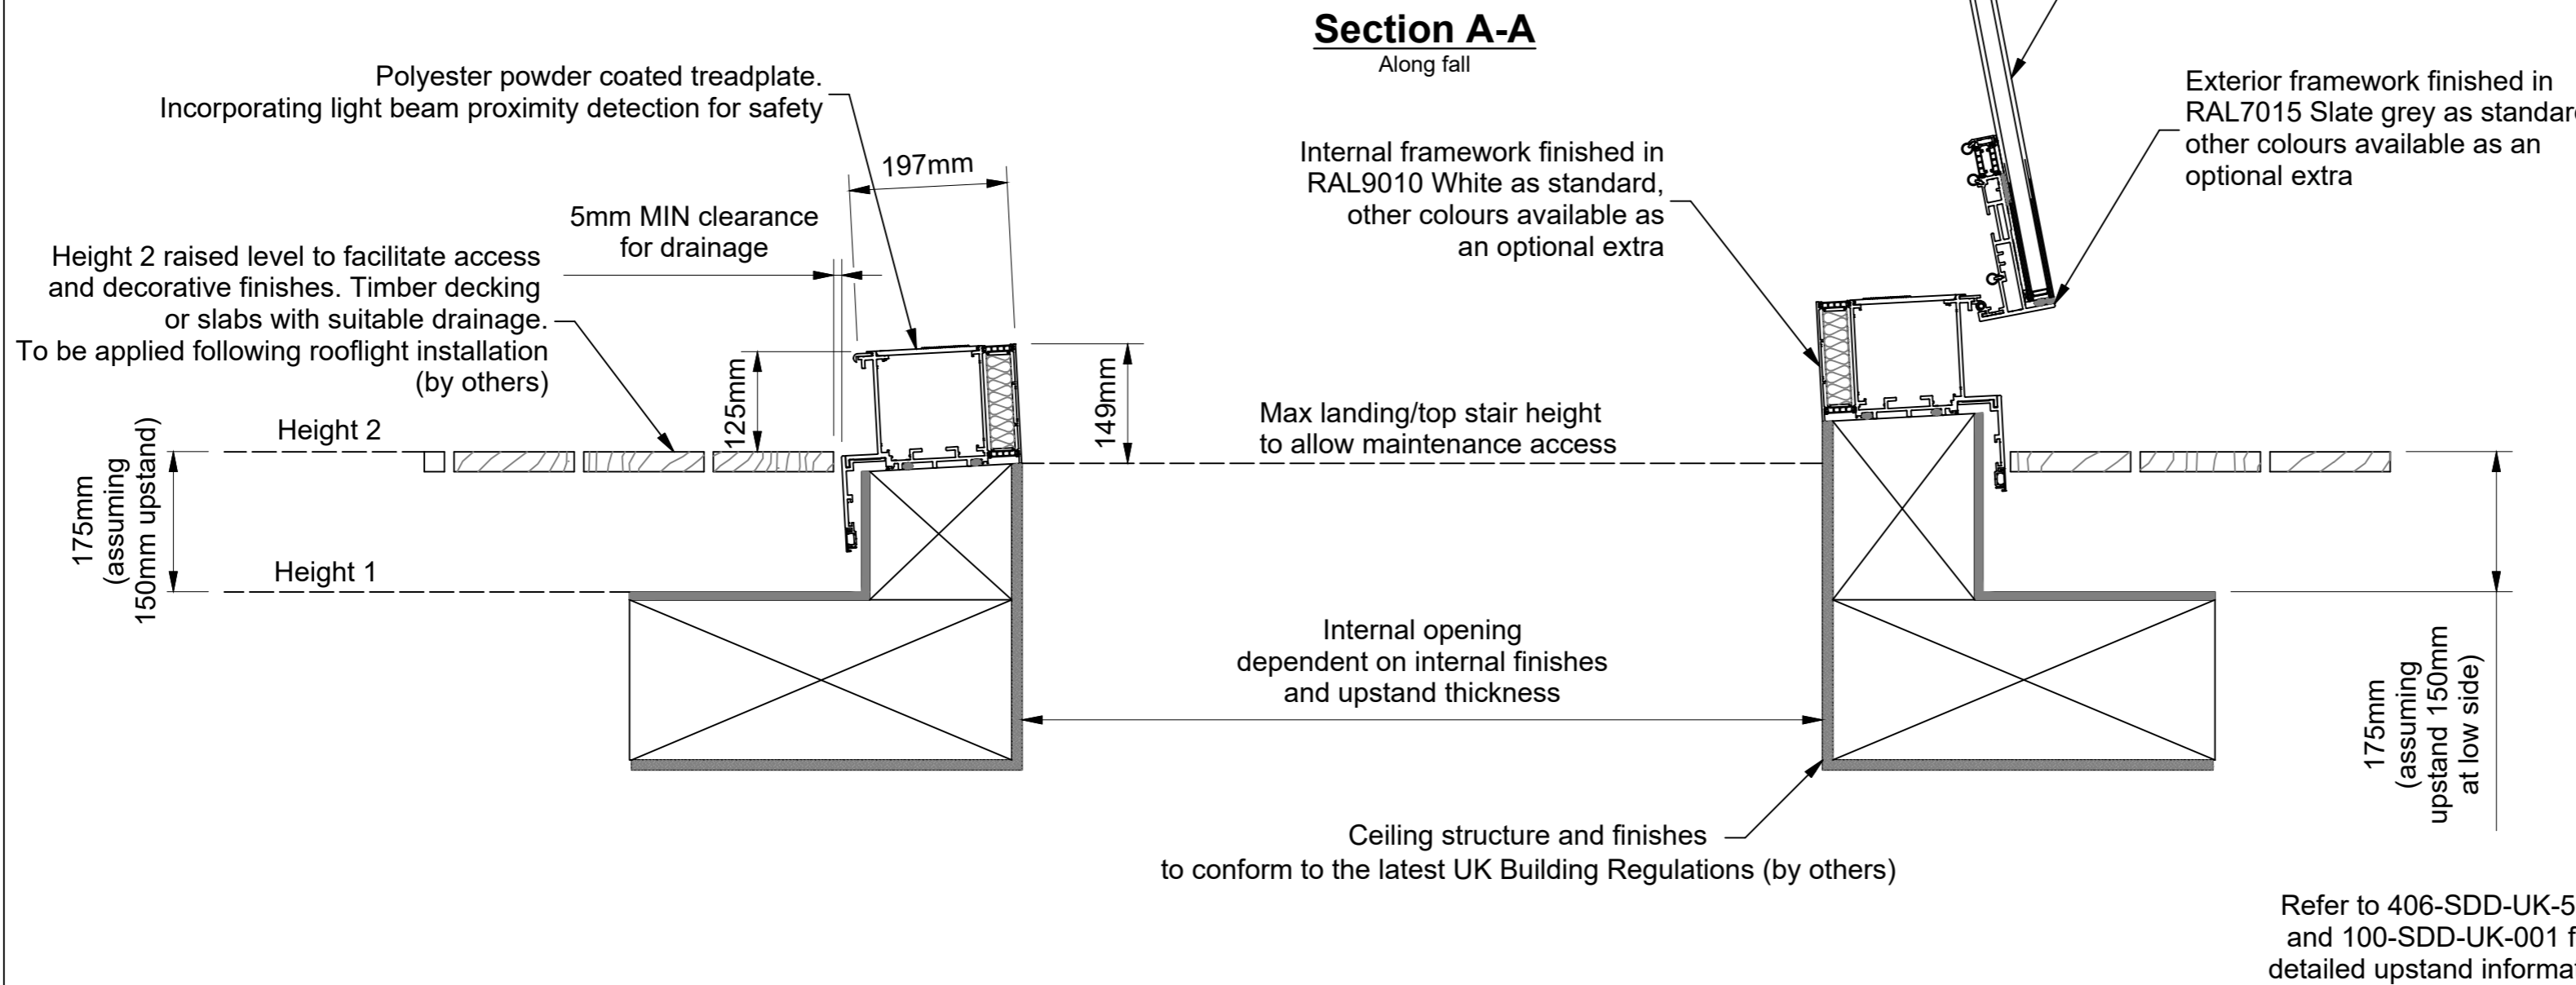 Section A-A
Along fall
Polyester powder coated treadplate.
Incorporating light beam proximity detection for safety
197mm
5mm MIN clearance
for drainage
Height 2 raised level to facilitate access
and decorative finishes. Timber decking
or slabs with suitable drainage.
To be applied following rooflight installation
(by others)
Internal framework finished in
RAL9010 White as standard,
other colours available as
an optional extra
Exterior framework finished in
RAL7015 Slate grey as standard
other colours available as an
optional extra
125mm
149mm
Height 2
175mm
(assuming
150mm upstand)
Height 1
Max landing/top stair height
to allow maintenance access
Internal opening
dependent on internal finishes
and upstand thickness
175mm
(assuming
upstand 150mm
at low side)
Ceiling structure and finishes
to conform to the latest UK Building Regulations (by others)
Refer to 406-SDD-UK-5
and 100-SDD-UK-001 f
detailed upstand informa